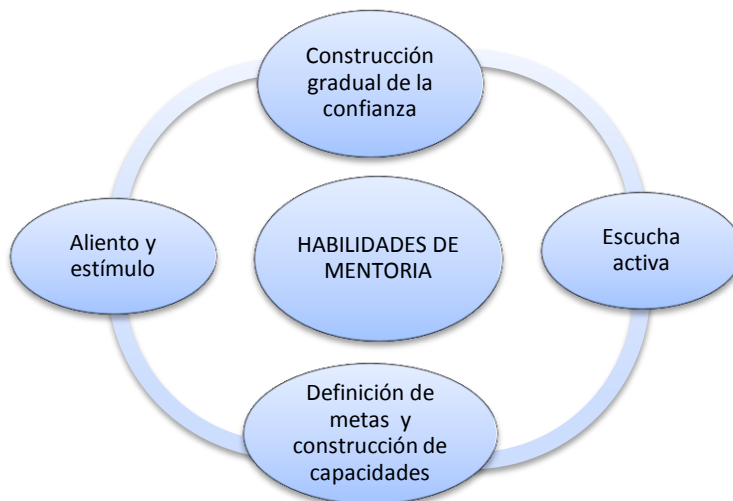 Construcción
gradual de la
confianza
Aliento y
estímulo
HABILIDADES DE
MENTORIA
Escucha
activa
Definición de
metas y
construcción de
capacidades